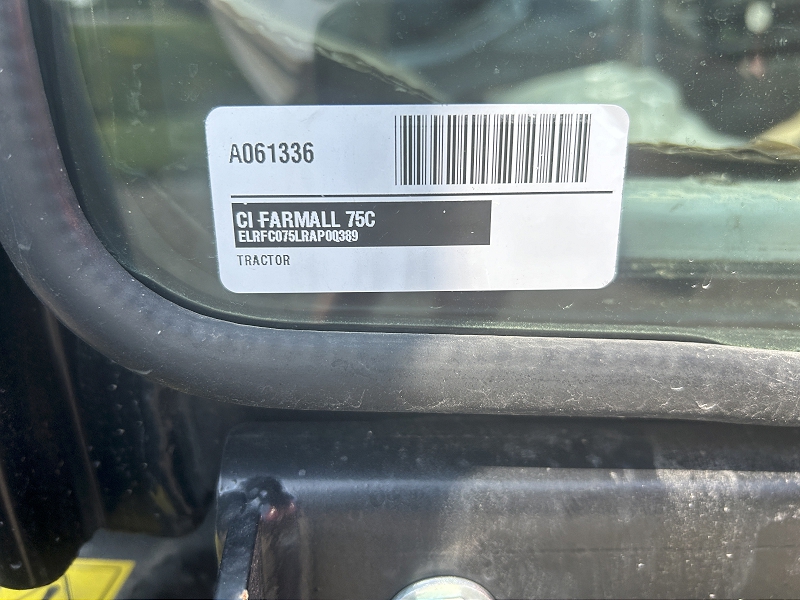 A061336
CI FARMALL 75C
ELRFC075LRAP00389
TRACTOR